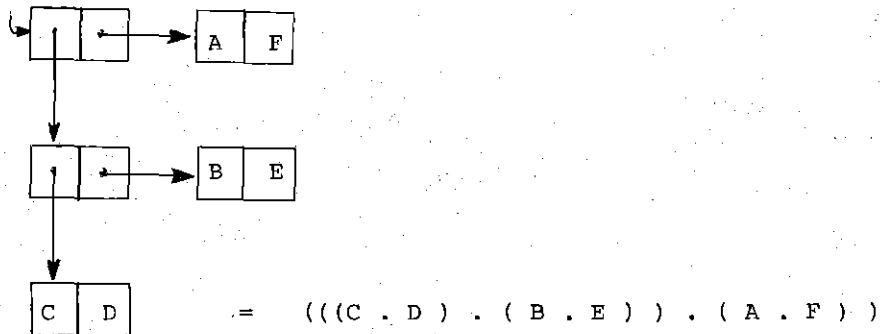 A F
B E
C D = (((C . D ) . ( B . E ) ) . ( A . F ) )